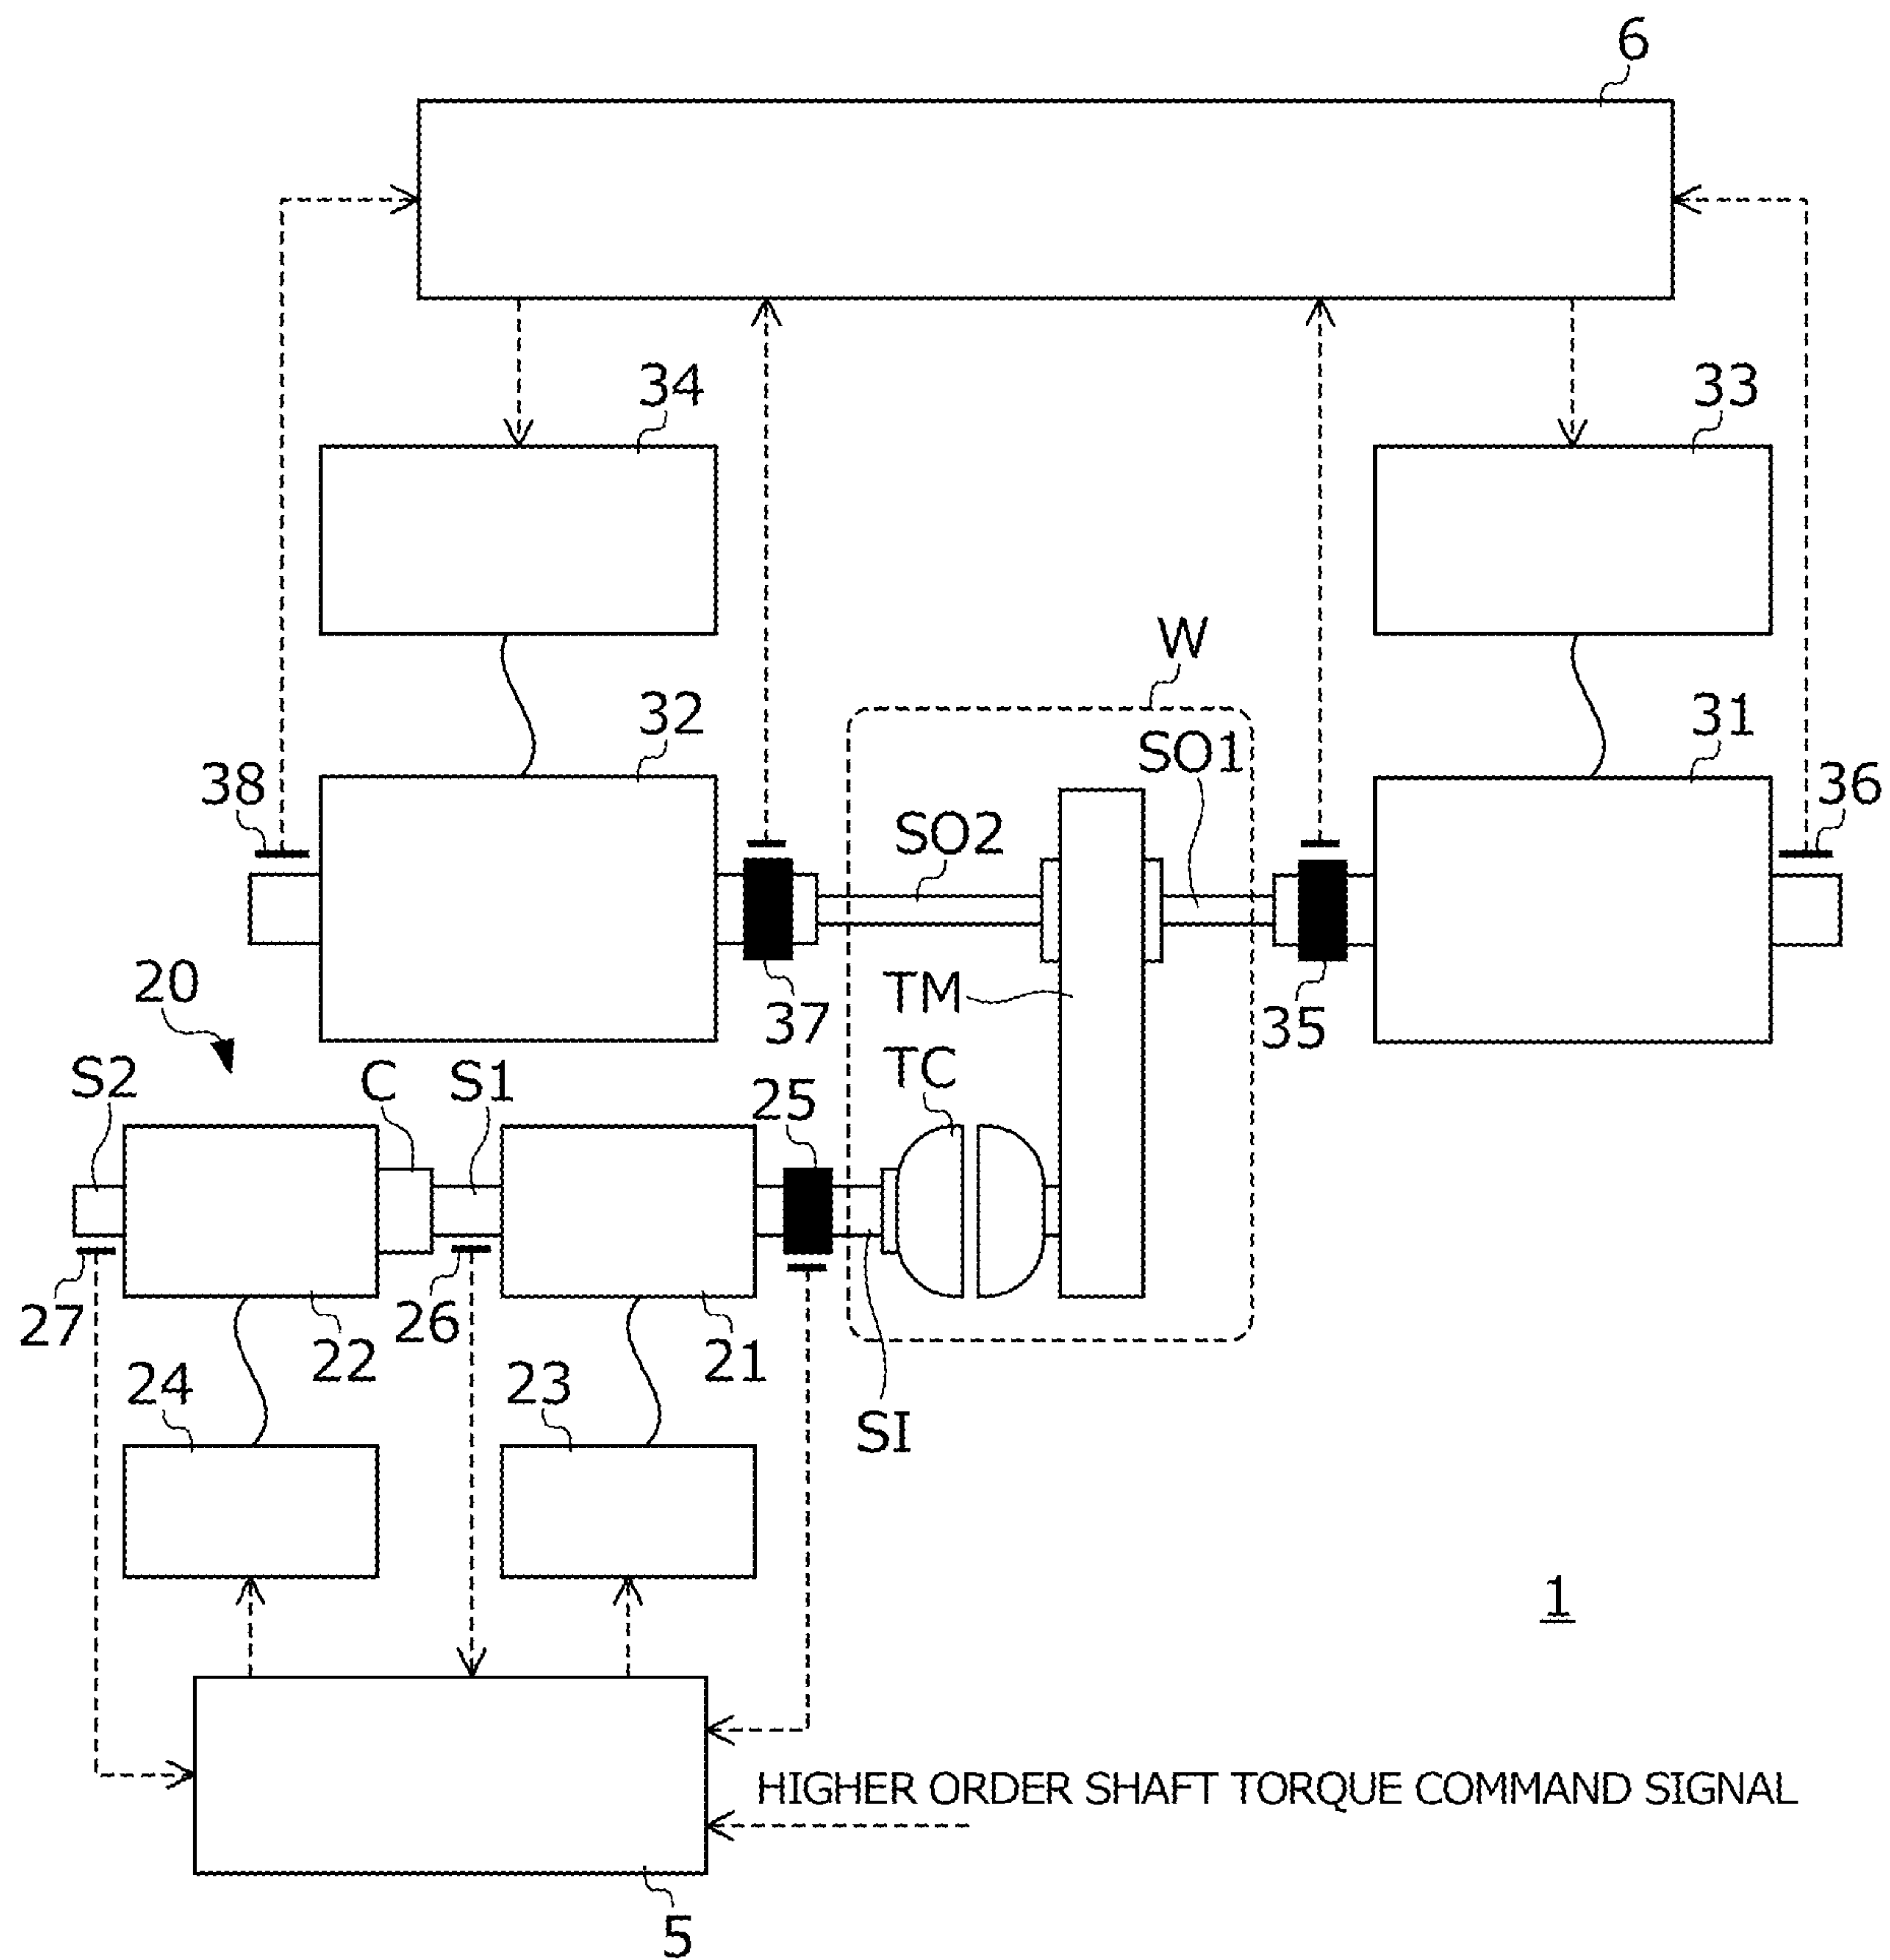 6
34
33
W
32
31
SO1
38
36
SO2
20
TM
37
35
S2
C
S1
25
TC
27
22
26
21
24
23
SI
1
HIGHER ORDER SHAFT TORQUE COMMAND SIGNAL
5